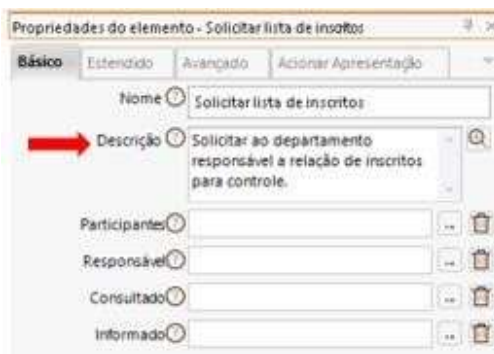 Propriedades do elemento - Solicitar lista de inscritos
Básico Estendido Avançado Acionar Apresentação
Nome ? Solicitar lista de inscritos
Descrição ? Solicitar ao departamento
responsável a relação de inscritos
para controle.
Participantes ? ...
Responsável ? ...
Consultado ? ...
Informado ? ...